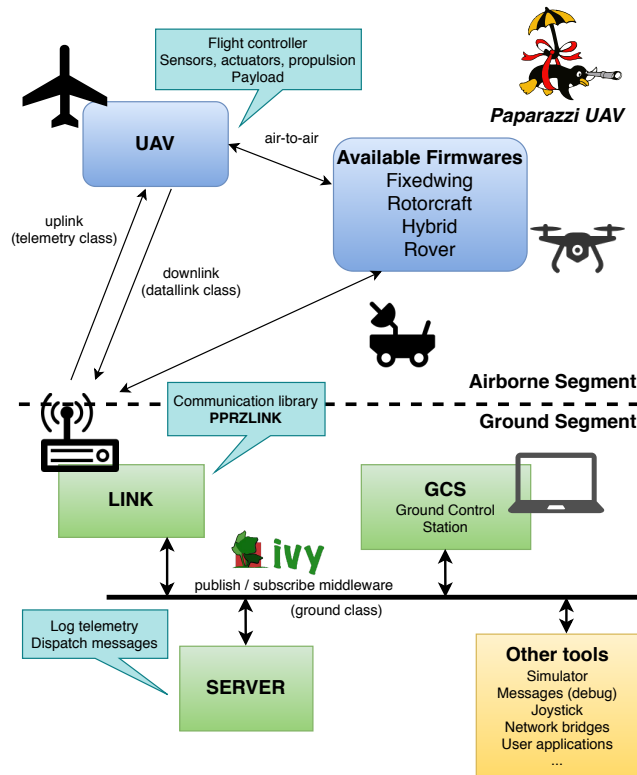 Flight controller
Sensors, actuators, propulsion
Payload
Paparazzi UAV
UAV
air-to-air
Available Firmwares
Fixedwing
Rotorcraft
Hybrid
Rover
uplink
(telemetry class)
downlink
(datallink class)
Airborne Segment
Ground Segment
Communication library
PPRZLINK
LINK
GCS
Ground Control
Station
ivy
publish / subscribe middleware
(ground class)
Log telemetry
Dispatch messages
SERVER
Other tools
Simulator
Messages (debug)
Joystick
Network bridges
User applications
...